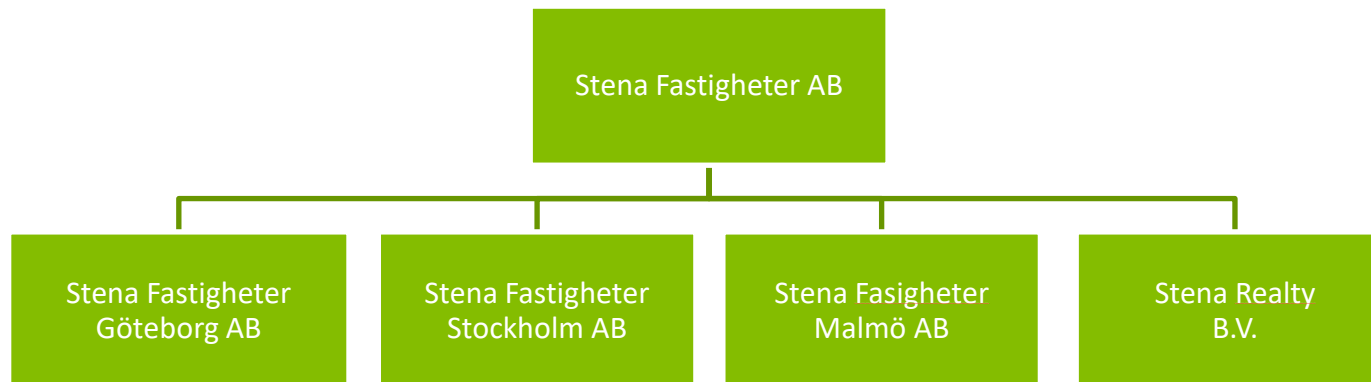 Stena Fastigheter AB
Stena Fastigheter
Göteborg AB
Stena Fastigheter
Stockholm AB
Stena Fasigheter
Malmö AB
Stena Realty
B.V.